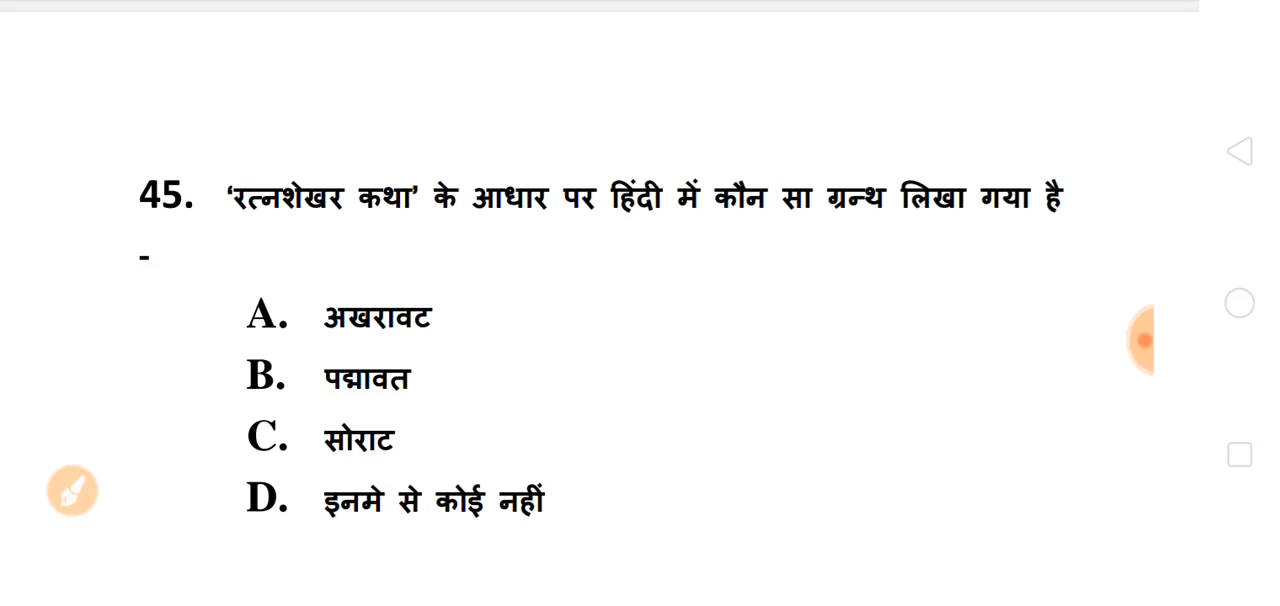 45. ‘रत्नशेखर कथा’ के आधार पर हिंदी में कौन सा ग्रन्थ लिखा गया है
-
A. अखरावट
B. पद्मावत
C. सोराट
D. इनमे से कोई नहीं